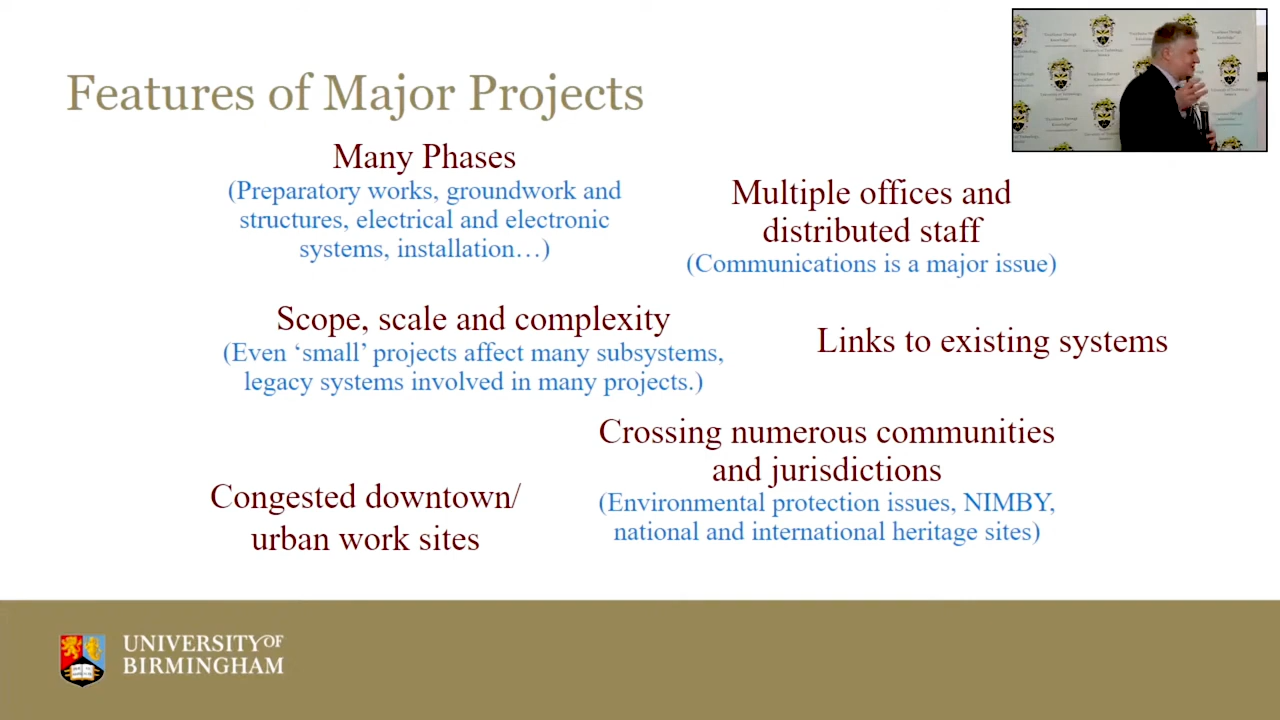 Features of Major Projects
Many Phases
(Preparatory works, groundwork and
structures, electrical and electronic
systems, installation…)
Multiple offices and
distributed staff
(Communications is a major issue)
Scope, scale and complexity
(Even ‘small’ projects affect many subsystems,
legacy systems involved in many projects.)
Links to existing systems
Crossing numerous communities
and jurisdictions
(Environmental protection issues, NIMBY,
national and international heritage sites)
Congested downtown/
urban work sites
UNIVERSITY OF
BIRMINGHAM